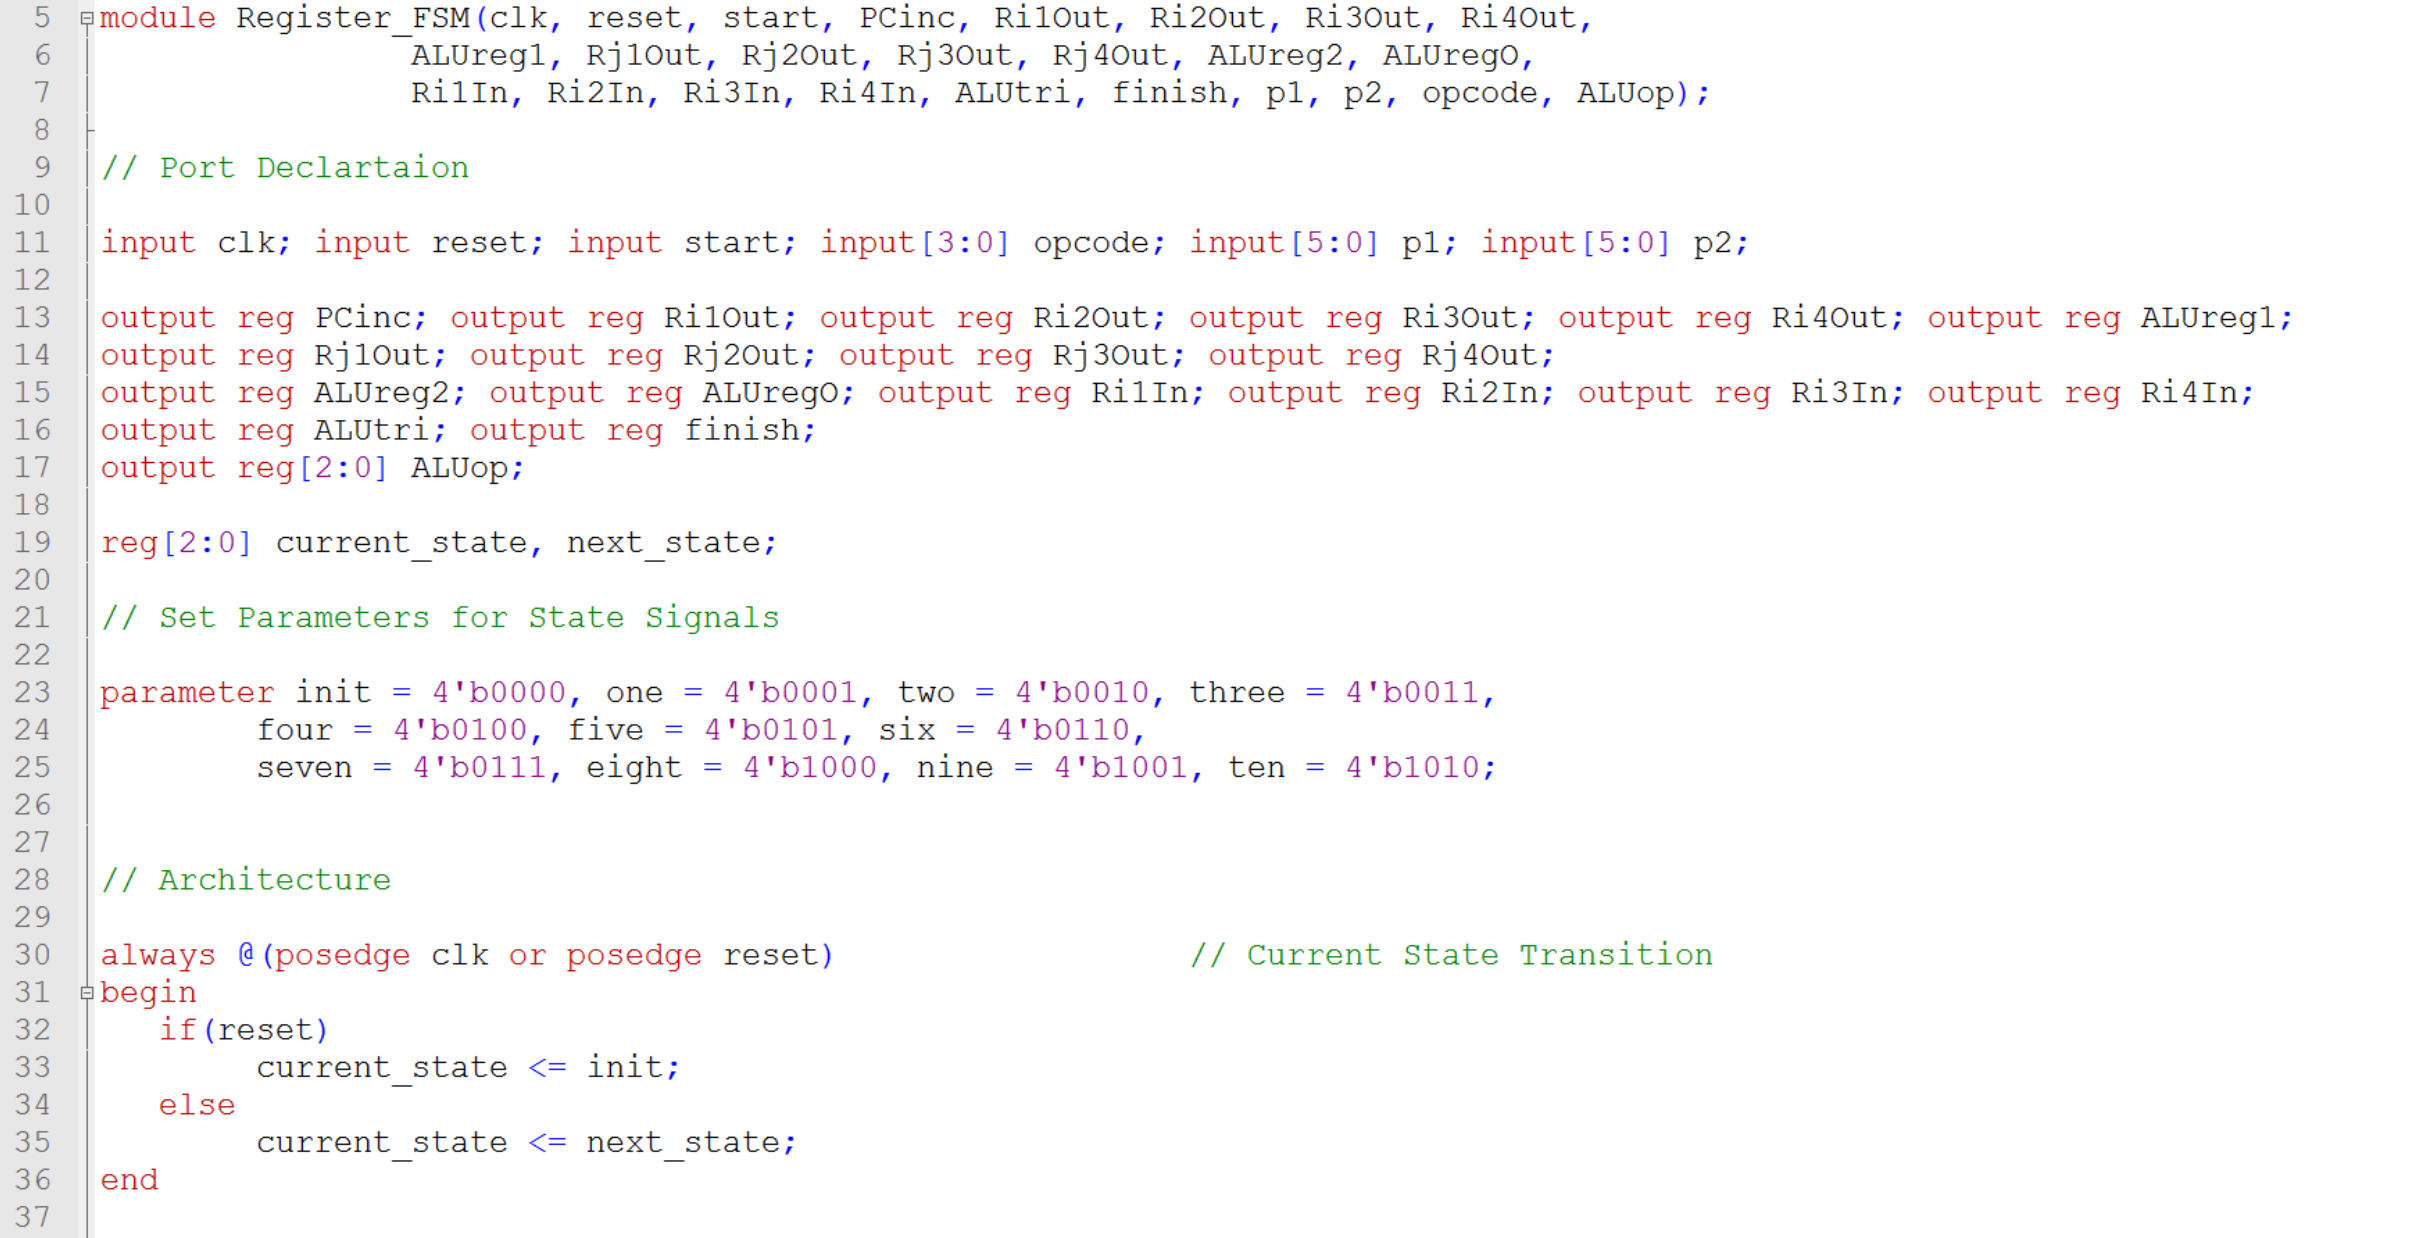 5 module Register_FSM(clk, reset, start, PCinc, Ri1Out, Ri2Out, Ri3Out, Ri4Out,
6 ALUreg1, Rj1Out, Rj2Out, Rj3Out, Rj4Out, ALUreg2, ALUregO,
7 Ri1In, Ri2In, Ri3In, Ri4In, ALUtri, finish, p1, p2, opcode, ALUop);
8
9 // Port Declartaion
10
11 input clk; input reset; input start; input[3:0] opcode; input[5:0] p1; input[5:0] p2;
12
13 output reg PCinc; output reg Ri1Out; output reg Ri2Out; output reg Ri3Out; output reg Ri4Out; output reg ALUreg1;
14 output reg Rj1Out; output reg Rj2Out; output reg Rj3Out; output reg Rj4Out;
15 output reg ALUreg2; output reg ALUregO; output reg Ri1In; output reg Ri2In; output reg Ri3In; output reg Ri4In;
16 output reg ALUtri; output reg finish;
17 output reg[2:0] ALUop;
18
19 reg[2:0] current_state, next_state;
20
21 // Set Parameters for State Signals
22
23 parameter init = 4'b0000, one = 4'b0001, two = 4'b0010, three = 4'b0011,
24 four = 4'b0100, five = 4'b0101, six = 4'b0110,
25 seven = 4'b0111, eight = 4'b1000, nine = 4'b1001, ten = 4'b1010;
26
27
28 // Architecture
29
30 always @(posedge clk or posedge reset) // Current State Transition
31 begin
32 if(reset)
33 current_state <= init;
34 else
35 current_state <= next_state;
36 end
37